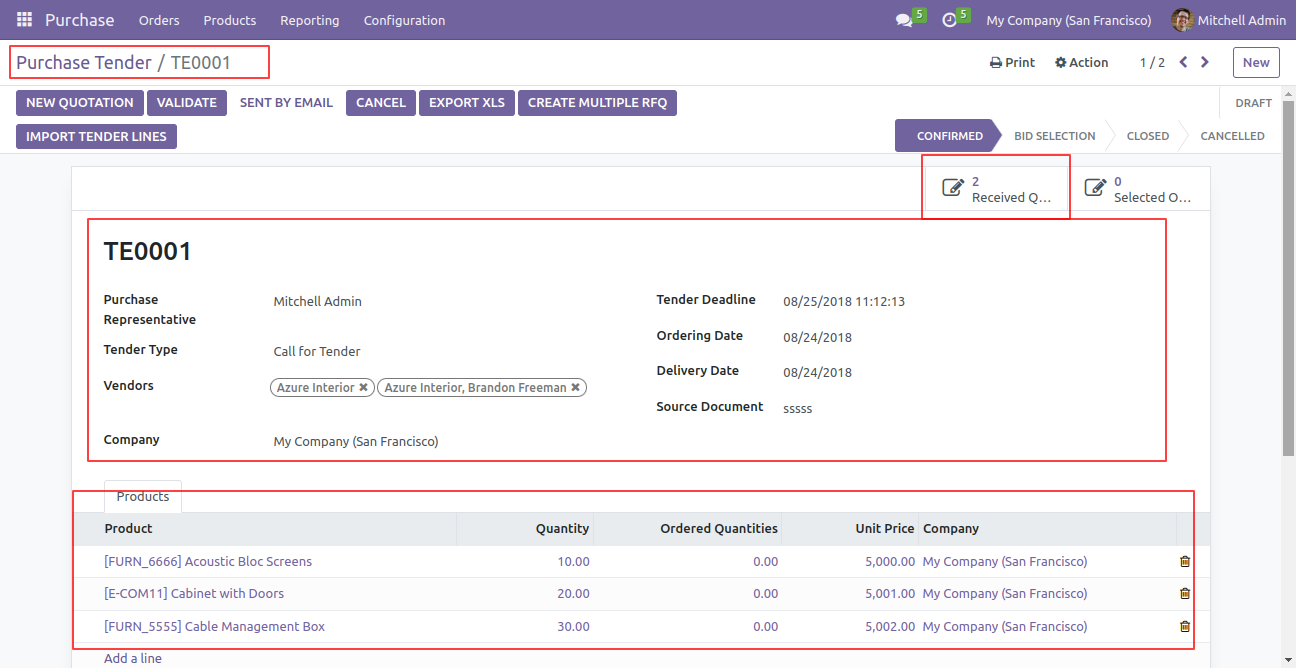 Purchase Orders Products Reporting Configuration 5 5 My Company (San Francisco) Mitchell Admin
Purchase Tender / TE0001 Print Action 1 / 2 New
NEW QUOTATION VALIDATE SENT BY EMAIL CANCEL EXPORT XLS CREATE MULTIPLE RFQ DRAFT
IMPORT TENDER LINES CONFIRMED BID SELECTION CLOSED CANCELLED
2 0
Received Q... Selected O...
TE0001
Purchase Representative Mitchell Admin Tender Deadline 08/25/2018 11:12:13
Ordering Date 08/24/2018
Tender Type Call for Tender
Delivery Date 08/24/2018
Vendors Azure Interior Azure Interior, Brandon Freeman
Source Document sssss
Company My Company (San Francisco)
Products
Product Quantity Ordered Quantities Unit Price Company
[FURN_6666] Acoustic Bloc Screens 10.00 0.00 5,000.00 My Company (San Francisco)
[E-COM11] Cabinet with Doors 20.00 0.00 5,001.00 My Company (San Francisco)
[FURN_5555] Cable Management Box 30.00 0.00 5,002.00 My Company (San Francisco)
Add a line